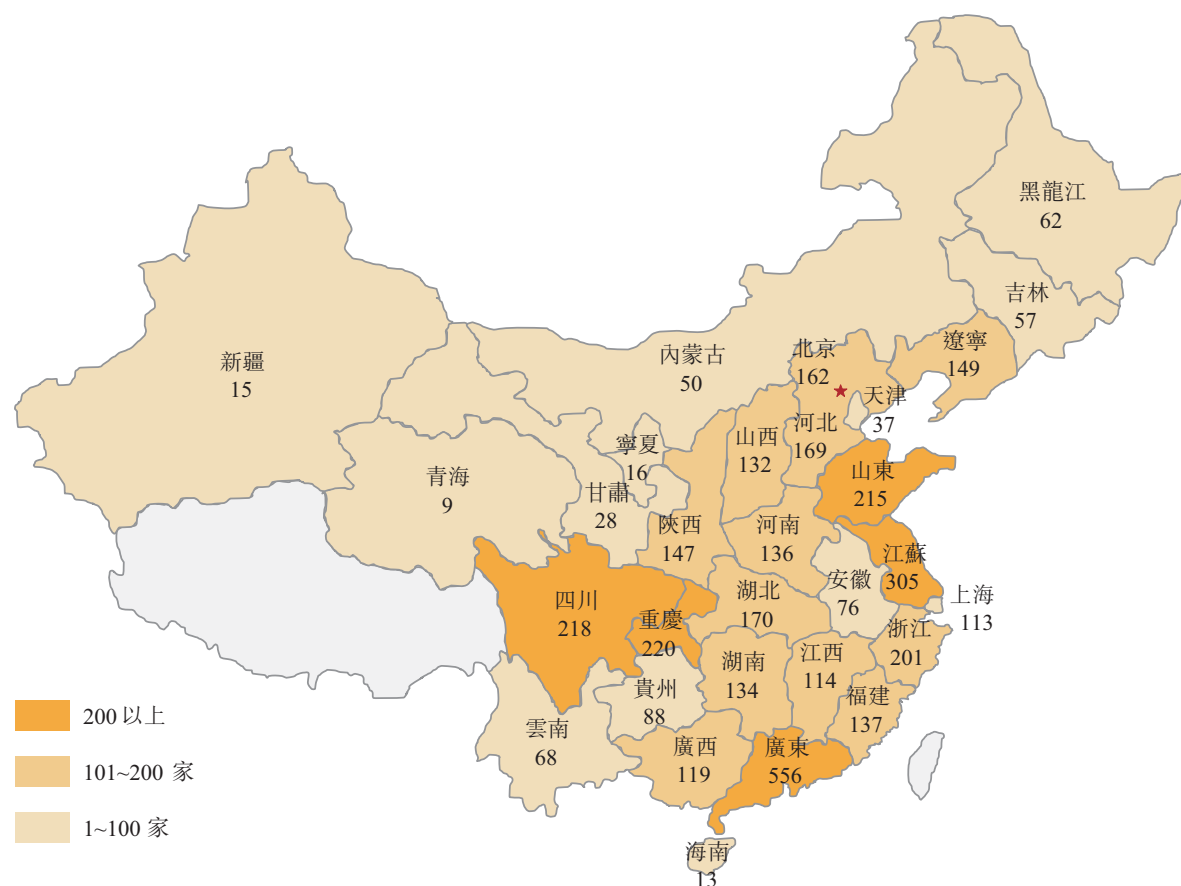 黑龍江
62
吉林
57
遼寧
149
北京
162
內蒙古
50
新疆
15
天津
37
河北
169
山西
132
寧夏
16
山東
215
青海
9
甘肅
28
陝西
147
河南
136
江蘇
305
安徽
76
上海
113
湖北
170
四川
218
重慶
220
浙江
201
湖南
134
江西
114
貴州
88
福建
137
雲南
68
廣西
119
廣東
556
海南
13
200以上
101~200 家
1~100 家